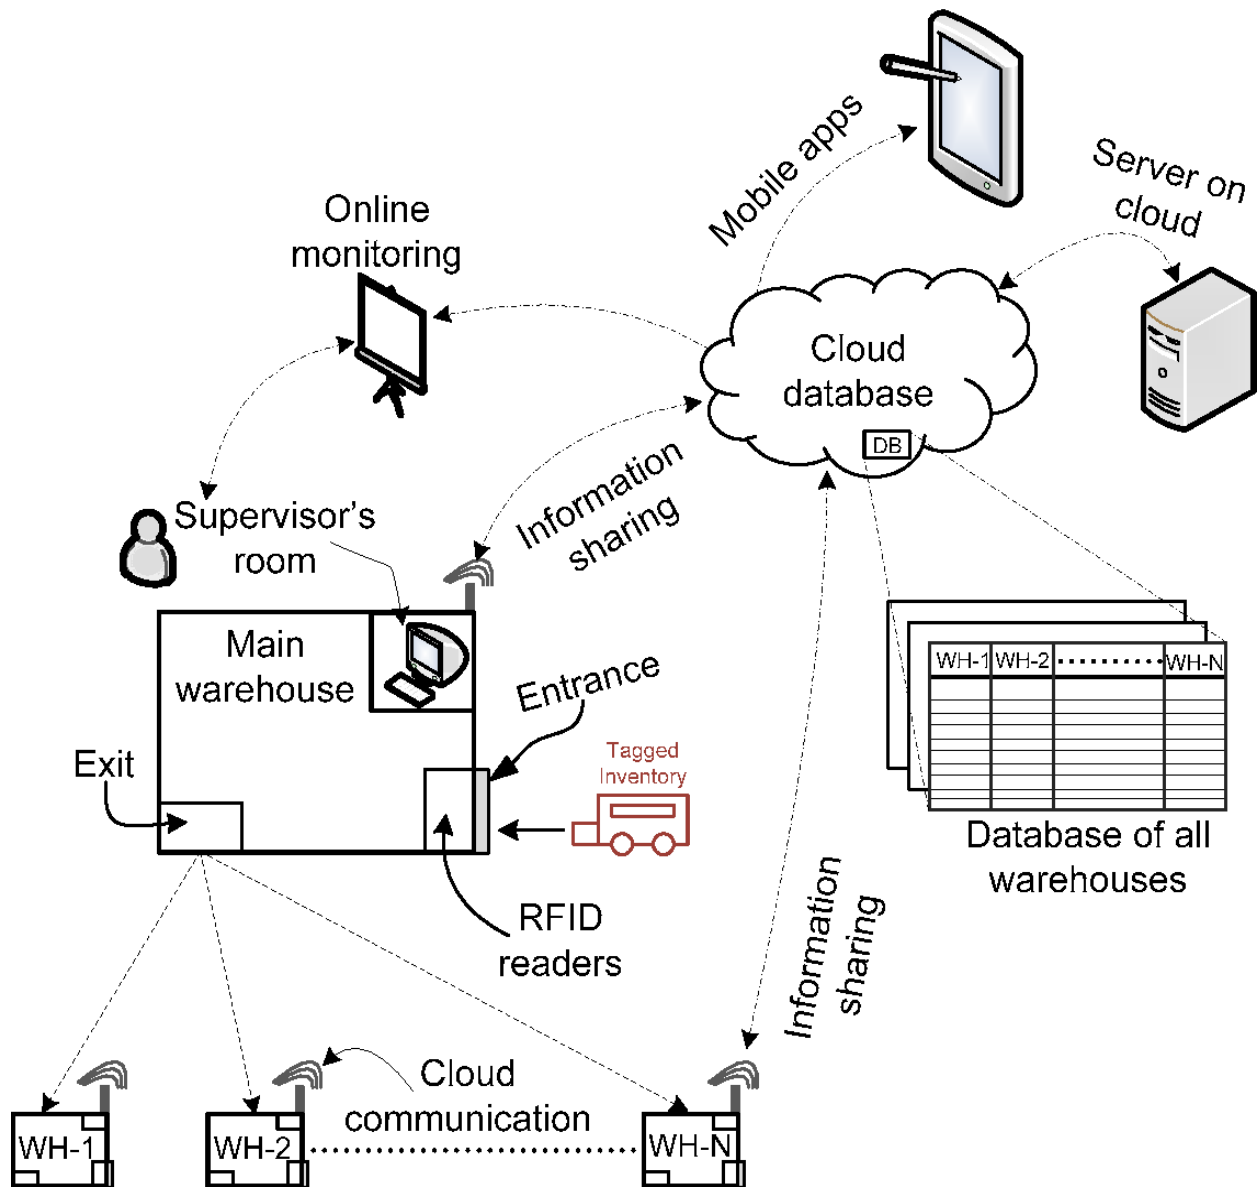 Mobile apps
Server on
cloud
Online
monitoring
Cloud
database
DB
Information
sharing
Supervisor's
room
Main
warehouse
Entrance
WH-1 WH-2 WH-N
Tagged
Inventory
Exit
Database of all
warehouses
RFID
readers
Information
sharing
Cloud
communication
WH-1
WH-2
WH-N